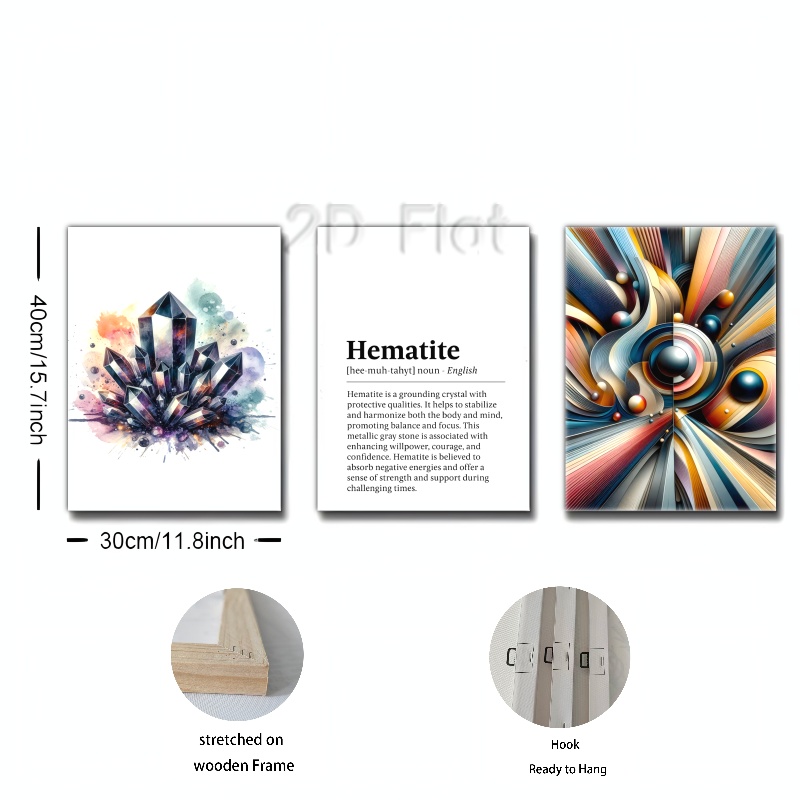 2D Flat
40cm/15.7inch
Hematite
[hee·muh·tahyt] noun · English
Hematite is a grounding crystal with
protective qualities. It helps to stabilize
and harmonize both the body and mind,
promoting balance and focus. This
metallic gray stone is associated with
enhancing willpower, courage, and
confidence. Hematite is believed to
absorb negative energies and offer a
sense of strength and support during
challenging times.
30cm/11.8inch
stretched on
wooden Frame
Hook
Ready to Hang